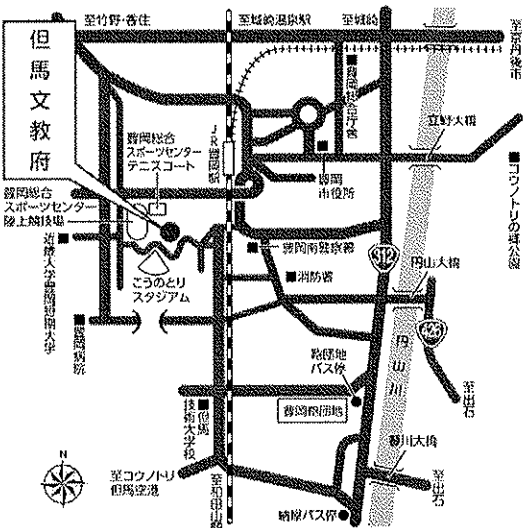 至竹野・香住
至城崎温泉駅
至城崎
至京丹後市
但馬文教府
豊岡総合庁舎
立野大橋
豊岡総合
スポーツセンター
テニスコート
JR豊岡駅
豊岡
市役所
コウノトリの郷公園
豊岡総合
スポーツセンター
陸上競技場
近畿大学豊岡短期大学
こうのとり
スタジアム
豊岡南警察署
消防署
312
円山大橋
426
豊岡病院
円山川
団地
バス停
至出石
但馬
技術大学校
至コウノトリ
但馬空港
至和田山駅
川大橋
至出石
バス停
N